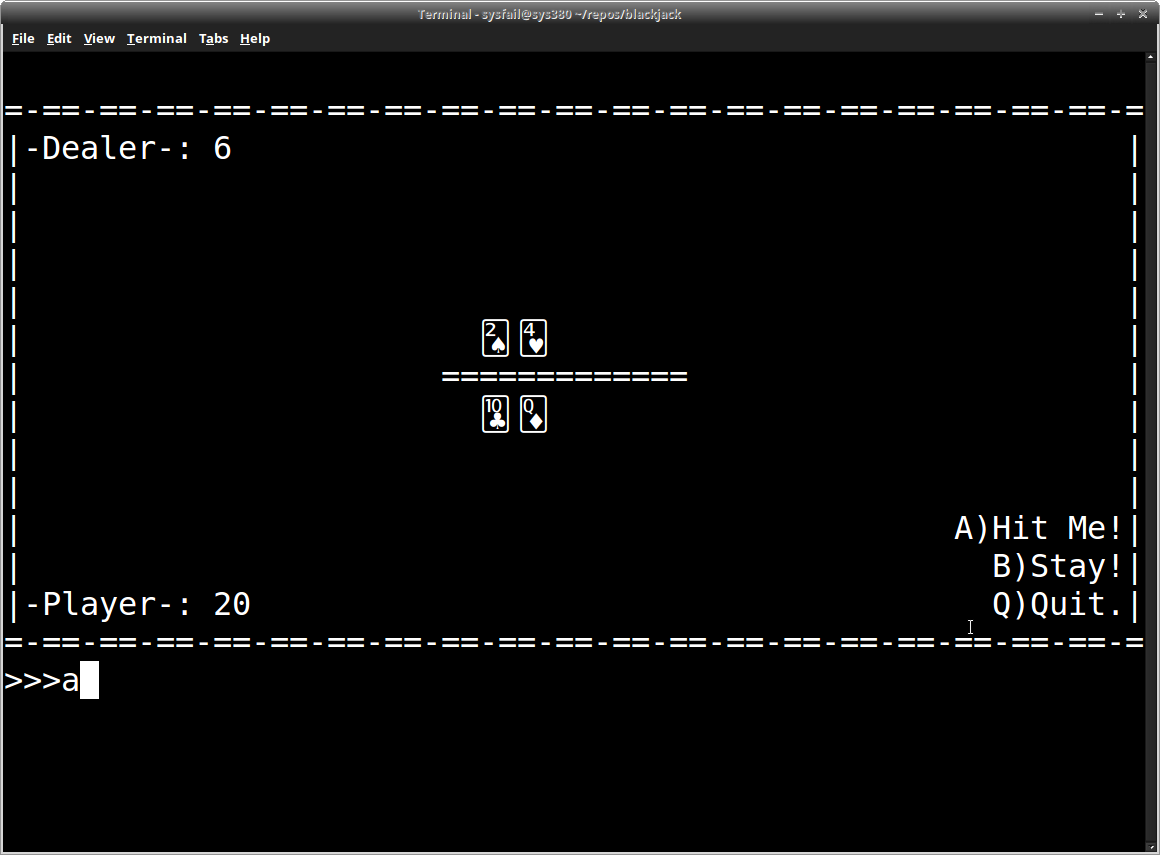 Terminal - sysfail@sys380 ~/repos/blackjack
File Edit View Terminal Tabs Help
=-==-==-==-==-==-==-==-==-==-==-==-==-==-==-==-==-==-==-==-=
|-Dealer-: 6 |
| |
| |
| |
| |
| 2♠ 4♥ |
| ============= |
| 10♣ Q♦ |
| |
| |
| A)Hit Me!|
| B)Stay!|
|-Player-: 20 Q)Quit.|
=-==-==-==-==-==-==-==-==-==-==-==-==-==-==-==-==-==-==-==-=
>>>a